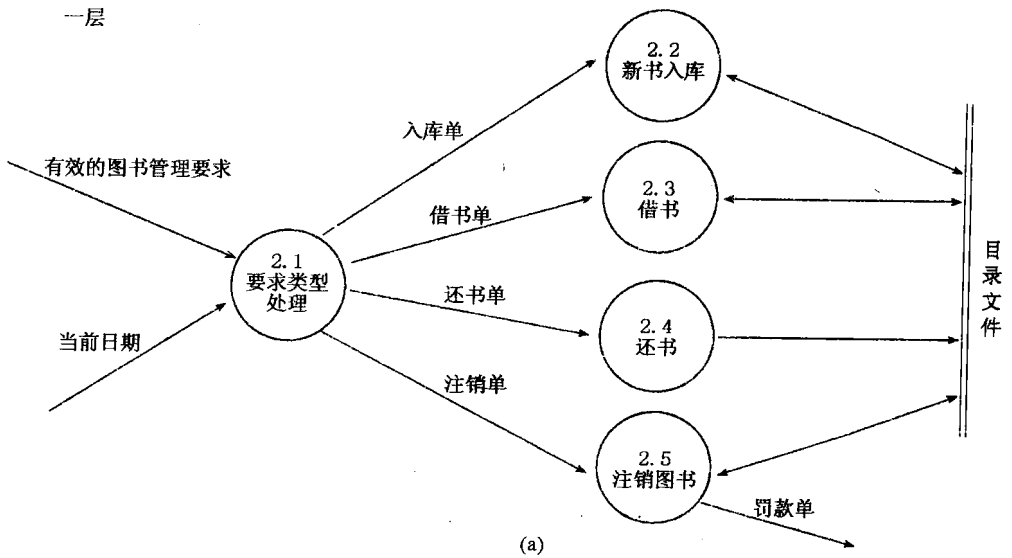 一层
2.2
新书入库
入库单
有效的图书管理要求
2.3
借书
借书单
2.1
要求类型
处理
还书单
2.4
还书
目录文件
当前日期
注销单
2.5
注销图书
罚款单
(a)